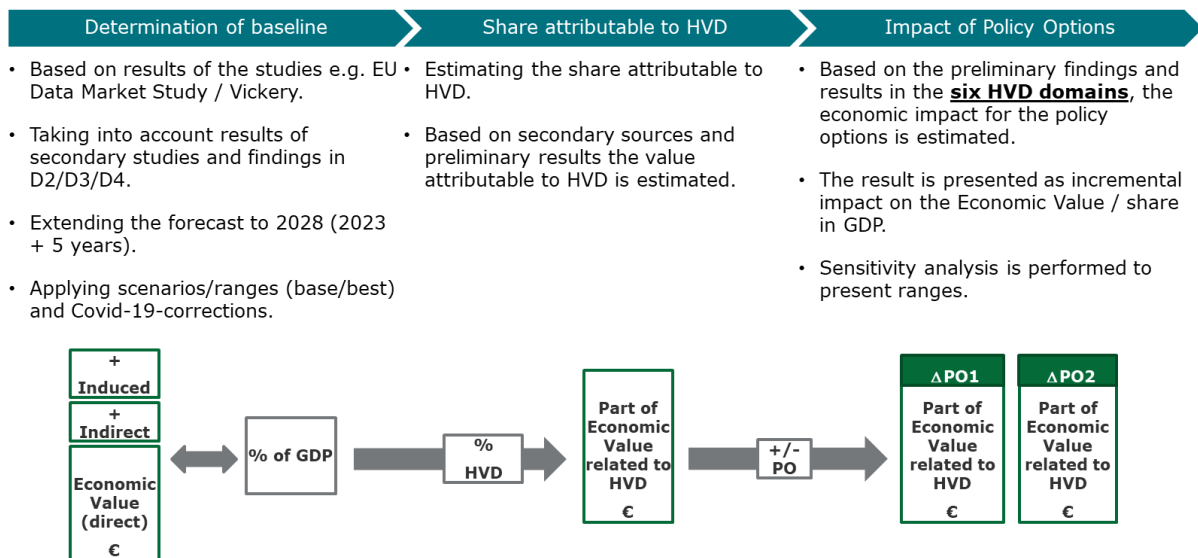 Determination of baseline
Share attributable to HVD
Impact of Policy Options
• Based on results of the studies e.g. EU
Data Market Study / Vickery.
• Taking into account results of
secondary studies and findings in
D2/D3/D4.
• Extending the forecast to 2028 (2023
+ 5 years).
• Applying scenarios/ranges (base/best)
and Covid-19-corrections.
• Estimating the share attributable to
HVD.
• Based on secondary sources and
preliminary results the value
attributable to HVD is estimated.
• Based on the preliminary findings and
results in the six HVD domains, the
economic impact for the policy
options is estimated.
• The result is presented as incremental
impact on the Economic Value / share
in GDP.
• Sensitivity analysis is performed to
present ranges.
+
Induced
+
Indirect
Economic
Value
(direct)
€
% of GDP
%
HVD
Part of
Economic
Value
related to
HVD
€
+/-
PO
ΔPO1
Part of
Economic
Value
related to
HVD
€
ΔPO2
Part of
Economic
Value
related to
HVD
€